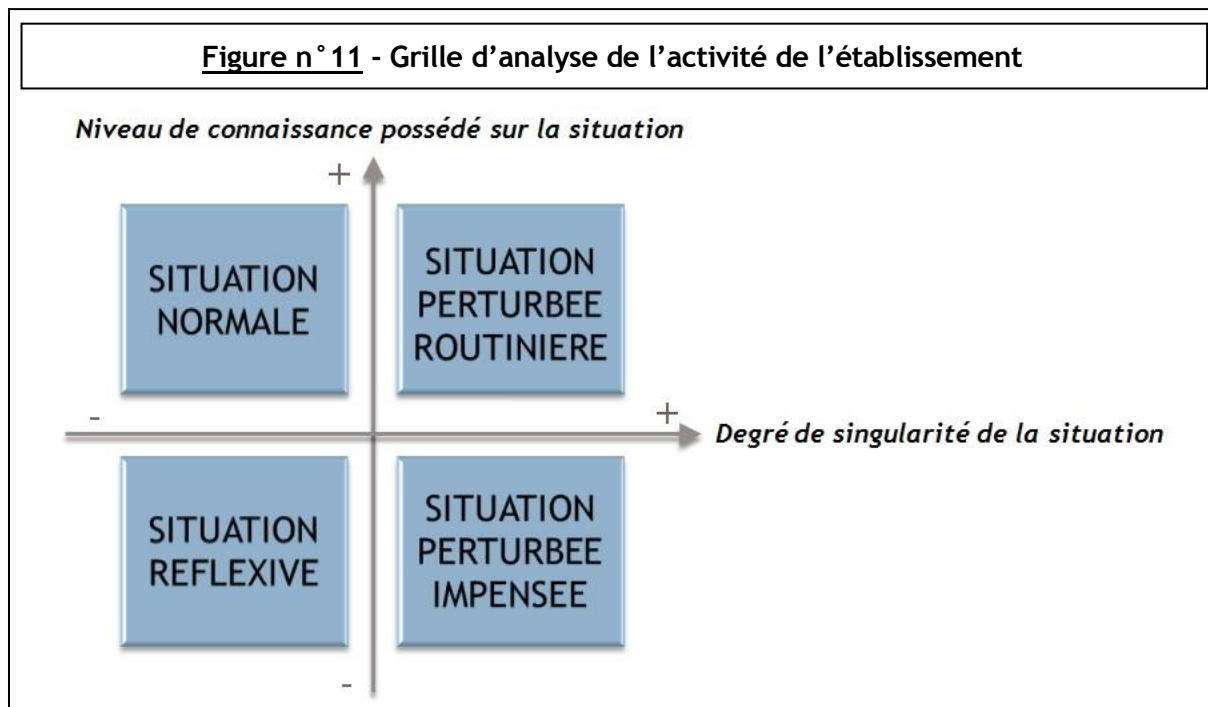 Figure n°11 - Grille d’analyse de l’activité de l’établissement
Niveau de connaissance possédé sur la situation
+
SITUATION
NORMALE
SITUATION
PERTURBEE
ROUTINIERE
-
+
Degré de singularité de la situation
SITUATION
REFLEXIVE
SITUATION
PERTURBEE
IMPENSEE
-